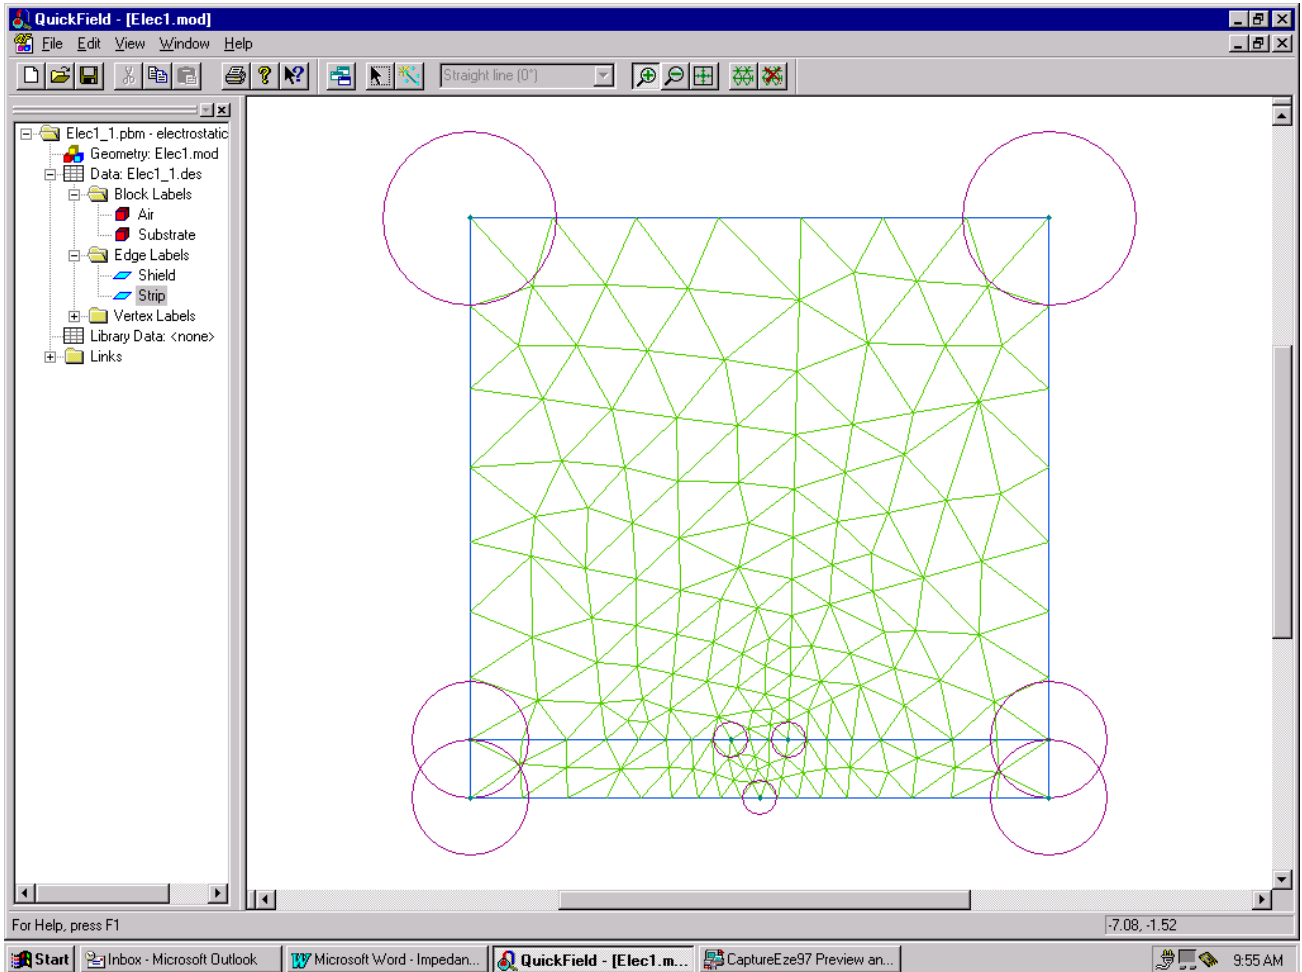 QuickField - [Elec1.mod]
File Edit View Window Help
Straight line (0°)
Elec1_1.pbm - electrostatic
Geometry: Elec1.mod
Data: Elec1_1.des
Block Labels
Air
Substrate
Edge Labels
Shield
Strip
Vertex Labels
Library Data: <none>
Links
For Help, press F1
-7.08, -1.52
Start
Inbox - Microsoft Outlook
Microsoft Word - Impedan...
QuickField - [Elec1.m...
CaptureEze97 Preview an...
9:55 AM